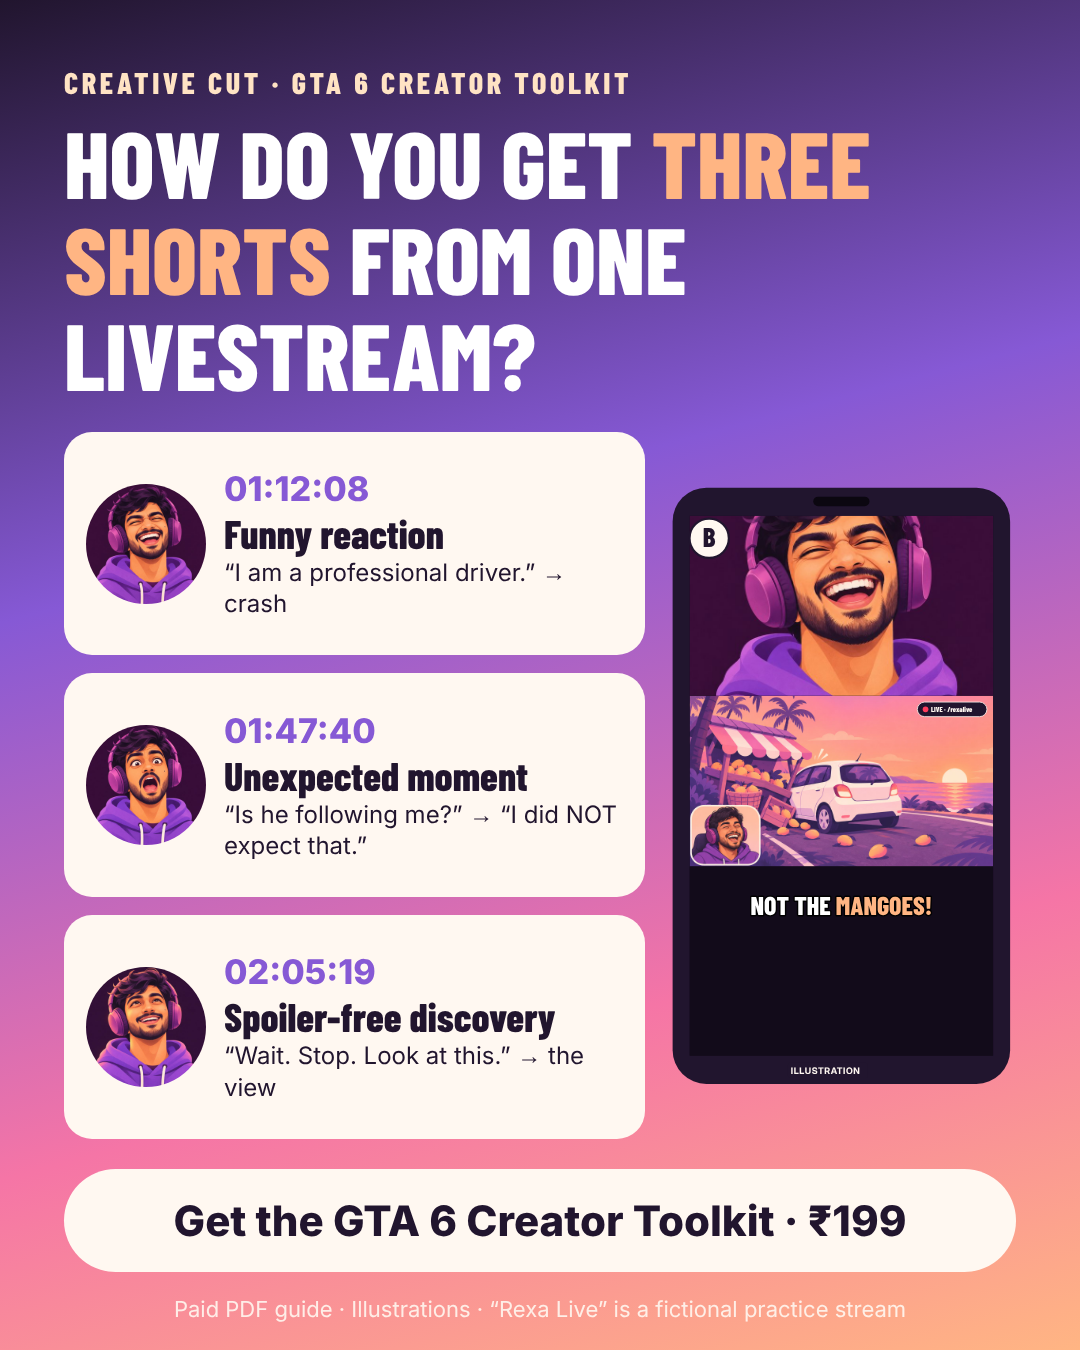 CREATIVE CUT · GTA 6 CREATOR TOOLKIT
HOW DO YOU GET THREE
SHORTS FROM ONE
LIVESTREAM?
01:12:08
Funny reaction
“I am a professional driver.” →
crash
01:47:40
Unexpected moment
“Is he following me?” → “I did NOT
expect that.”
02:05:19
Spoiler-free discovery
“Wait. Stop. Look at this.” → the
view
B
LIVE · /rexalive
NOT THE MANGOES!
ILLUSTRATION
Get the GTA 6 Creator Toolkit · ₹199
Paid PDF guide · Illustrations · “Rexa Live” is a fictional practice stream